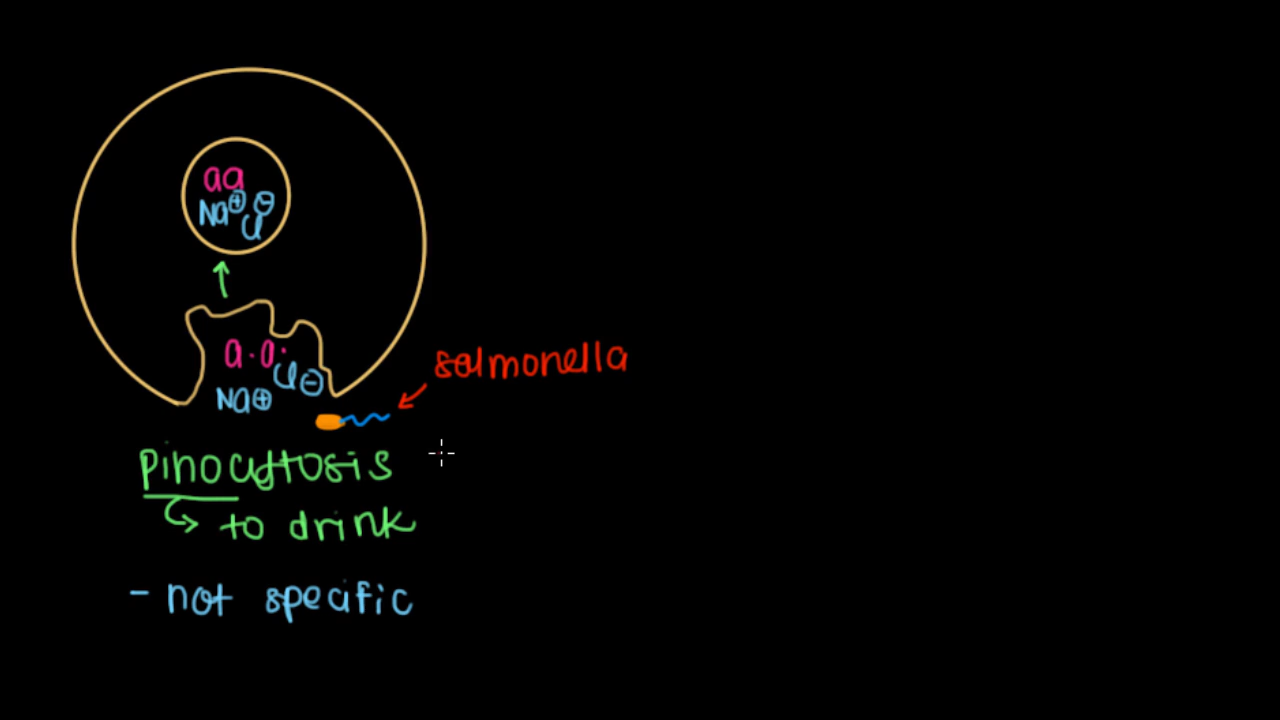 aa
Na⊕ Cl⊖
a.a.
Cl⊖
Na⊕
salmonella
pinocytosis
to drink
- not specific